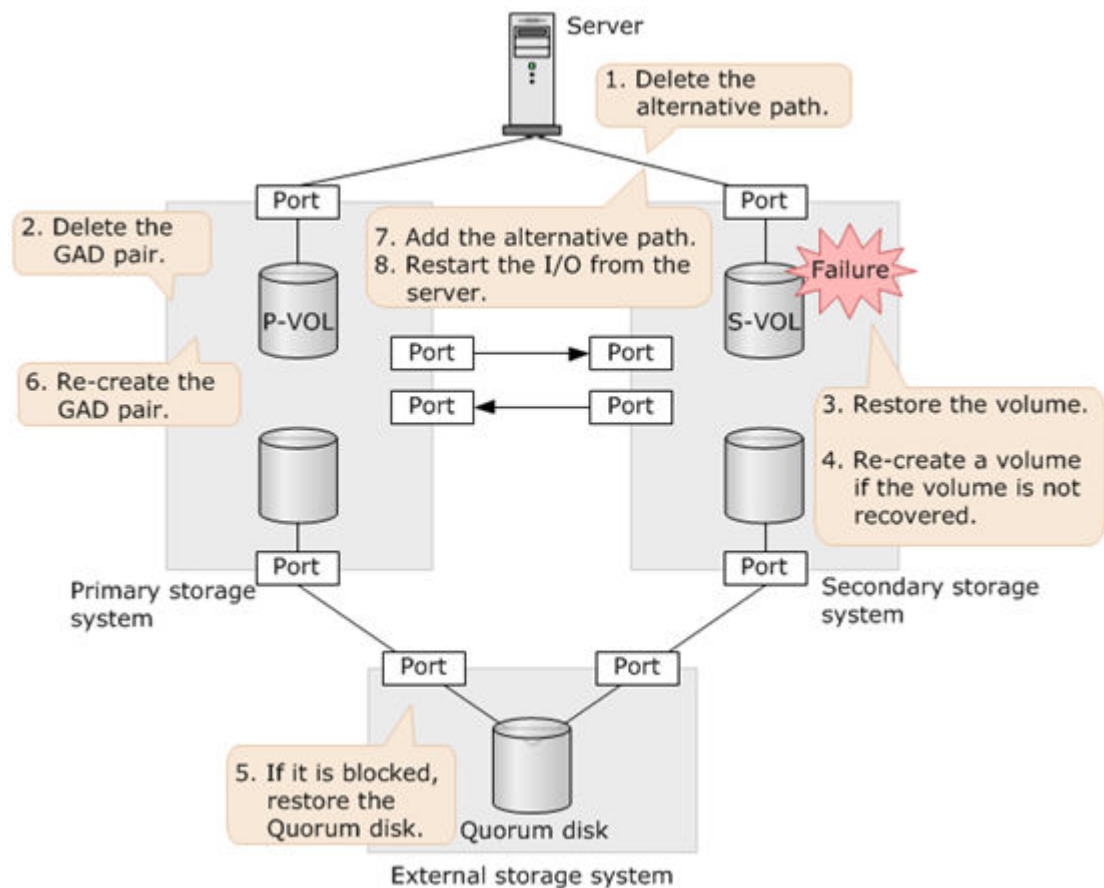 Server
1. Delete the
alternative path.
Port
Port
2. Delete the
GAD pair.
7. Add the alternative path.
8. Restart the I/O from the
server.
Failure
P-VOL
S-VOL
Port
Port
6. Re-create the
GAD pair.
Port
Port
3. Restore the volume.
4. Re-create a volume
if the volume is not
recovered.
Port
Port
Primary storage
system
Secondary storage
system
Port
Port
5. If it is blocked,
restore the
Quorum disk.
Quorum disk
External storage system